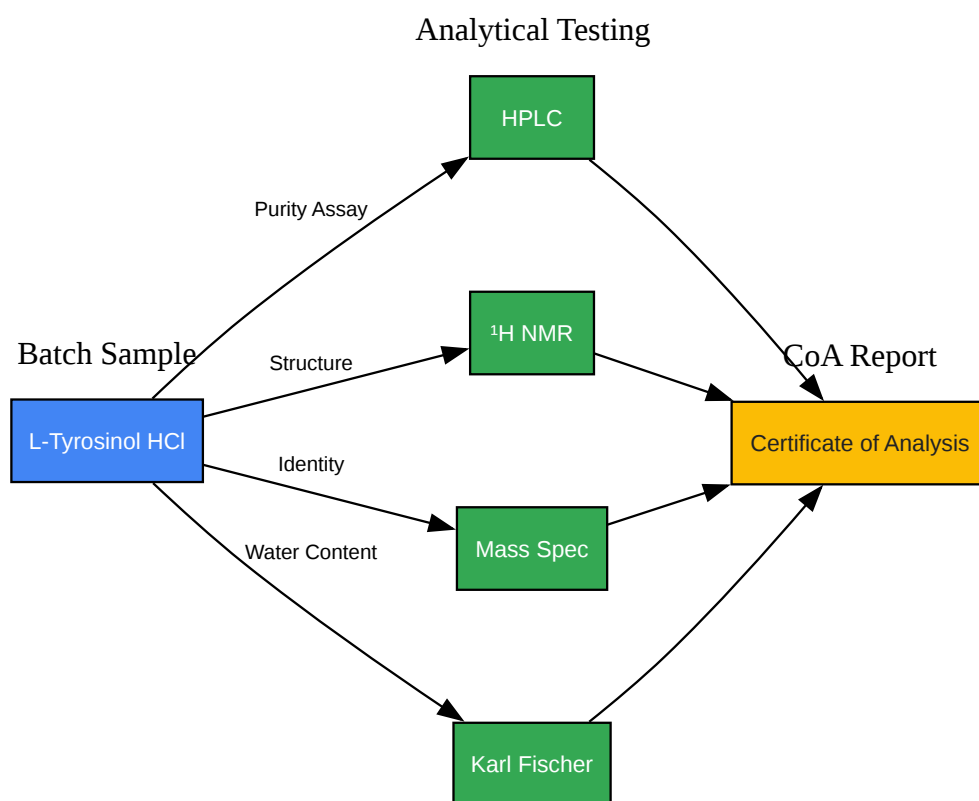 Analytical Testing
HPLC
Purity Assay
¹H NMR
Batch Sample
Structure
CoA Report
L-Tyrosinol HCl
Certificate of Analysis
Identity
Water Content
Mass Spec
Karl Fischer